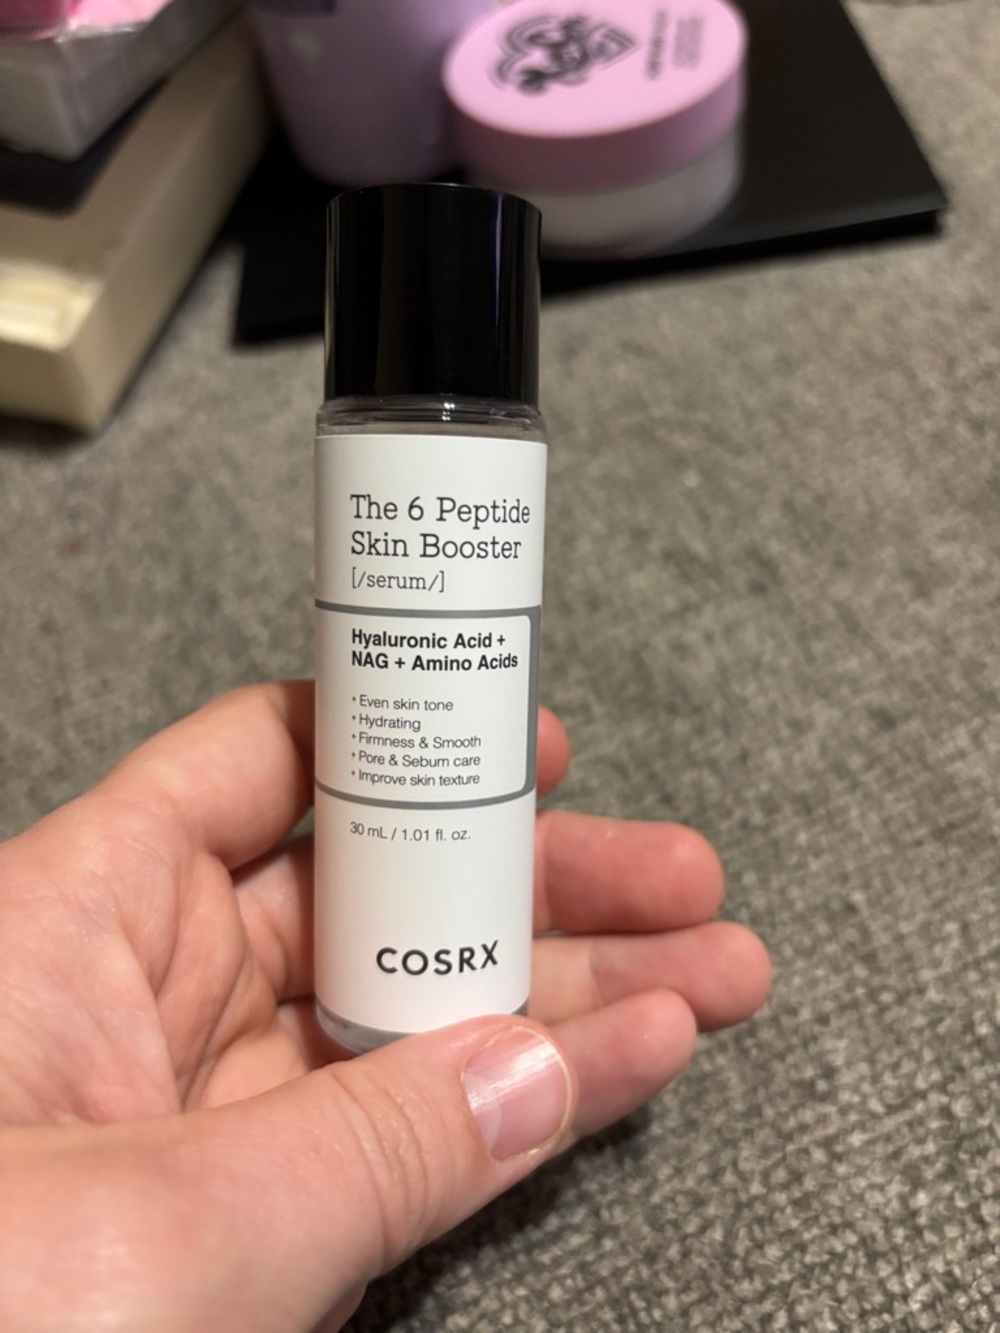 The 6 Peptide
Skin Booster
[/serum/]
Hyaluronic Acid +
NAG + Amino Acids
+ Even skin tone
+ Hydrating
+ Firmness & Smooth
+ Pore & Sebum care
+ Improve skin texture
30 mL / 1.01 fl. oz.
COSRX